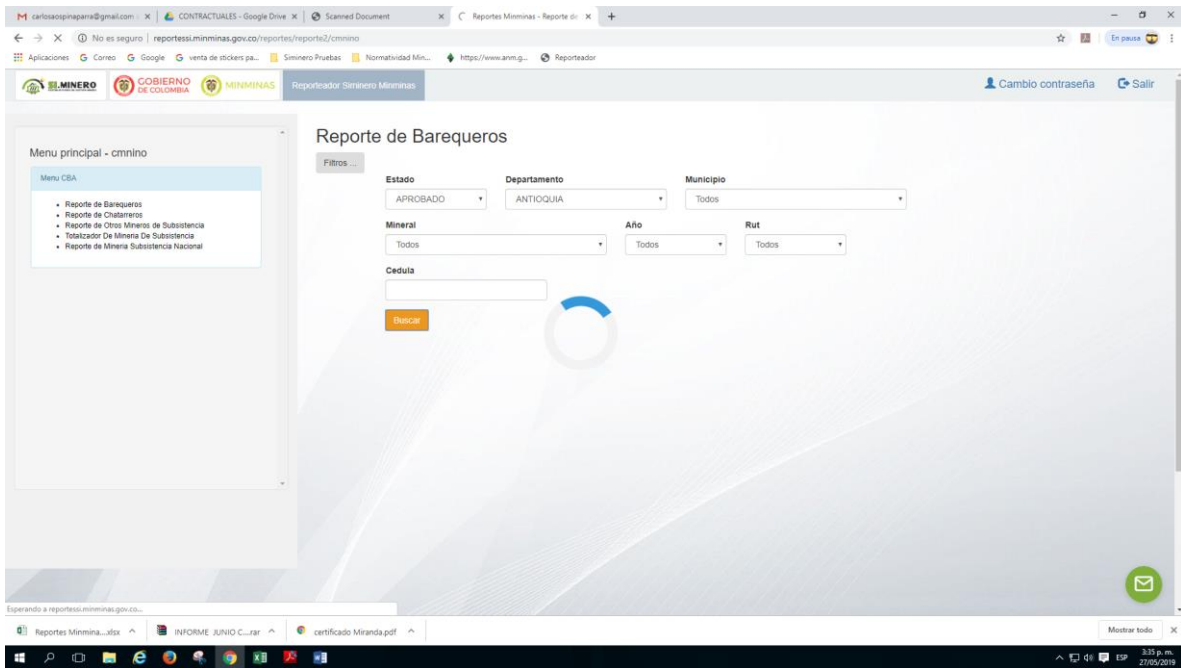 carlosaospinaparra@gmail.com
CONTRACTUALES - Google Drive
Scanned Document
Reportes Minminas - Reporte de
No es seguro | reportessi.minminas.gov.co/reportes/reporte2/cmnino
En pausa
Aplicaciones Correo Google venta de stickers pa... Siminero Pruebas Normatividad Min... https://www.anm.g... Reporteador
SI.MINERO
GOBIERNO DE COLOMBIA
MINMINAS
Reporteador Siminero Minminas
Cambio contraseña
Salir
Menu principal - cmnino
Menu CBA
Reporte de Barequeros
Reporte de Chatarreros
Reporte de Otros Mineros de Subsistencia
Totalizador De Mineria De Subsistencia
Reporte de Mineria Subsistencia Nacional
Reporte de Barequeros
Filtros ...
Estado Departamento Municipio
APROBADO ANTIOQUIA Todos
Mineral Año Rut
Todos Todos Todos
Cedula
Buscar
Esperando a reportessi.minminas.gov.co...
Reportes Minmina....xlsx
INFORME JUNIO C....rar
certificado Miranda.pdf
Mostrar todo
ESP
3:35 p. m.
27/05/2019